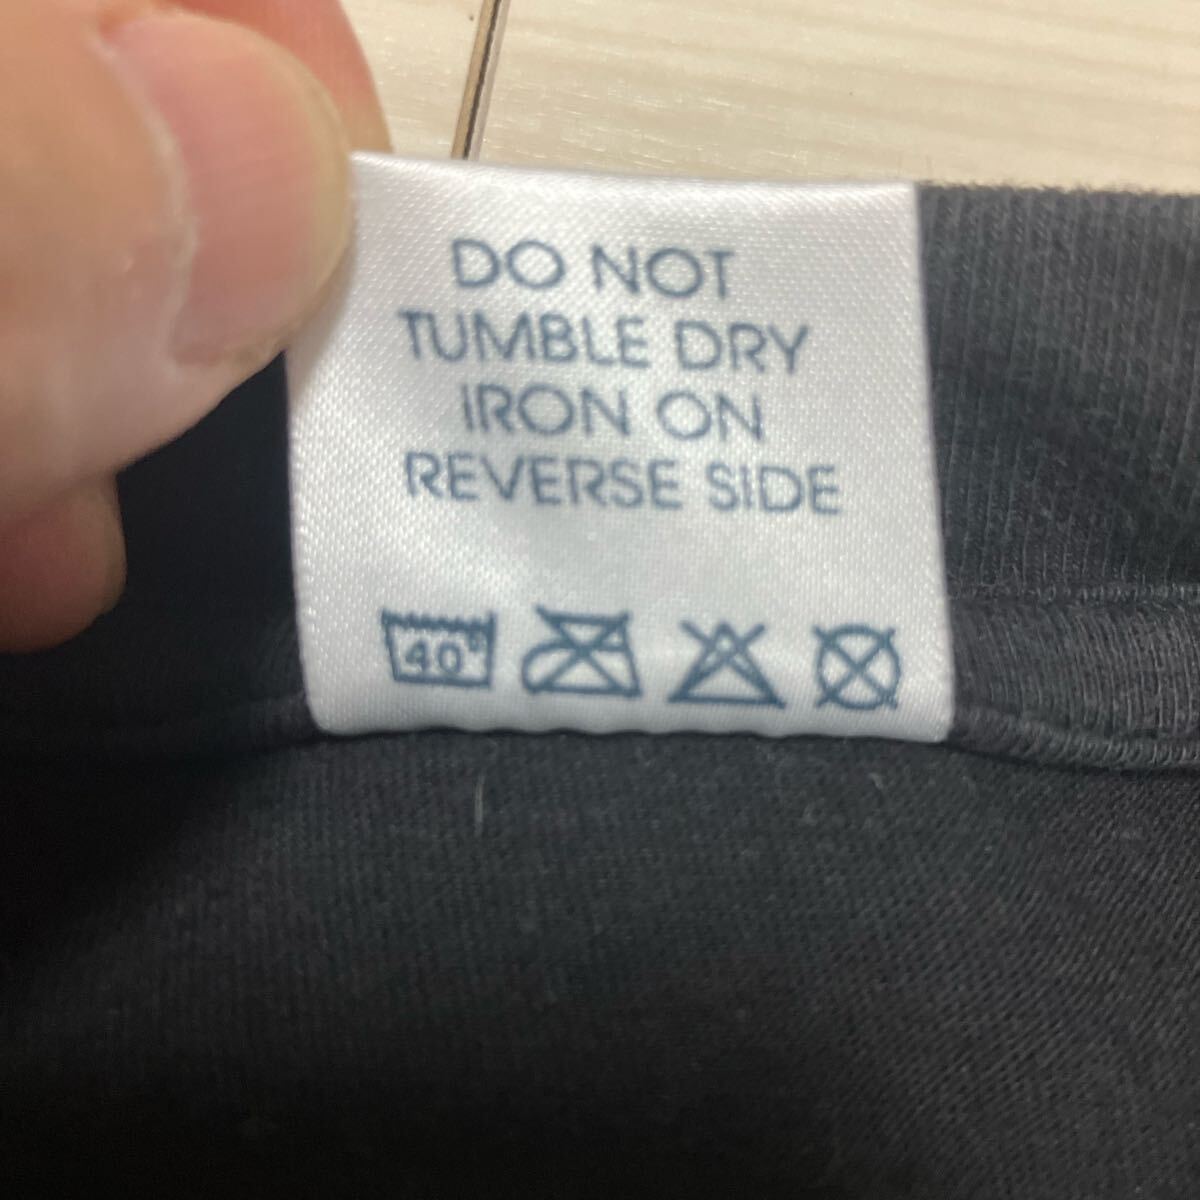 DO NOT
TUMBLE DRY
IRON ON
REVERSE SIDE
40°